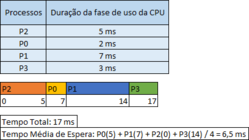 Processos Duração da fase de uso da CPU
P2 5 ms
P0 2 ms
P1 7 ms
P3 3 ms
P2 P0 P1 P3
0 5 7 14 17
Tempo Total: 17 ms
Tempo Média de Espera: P0(5) + P1(7) + P2(0) + P3(14) / 4 = 6,5 ms